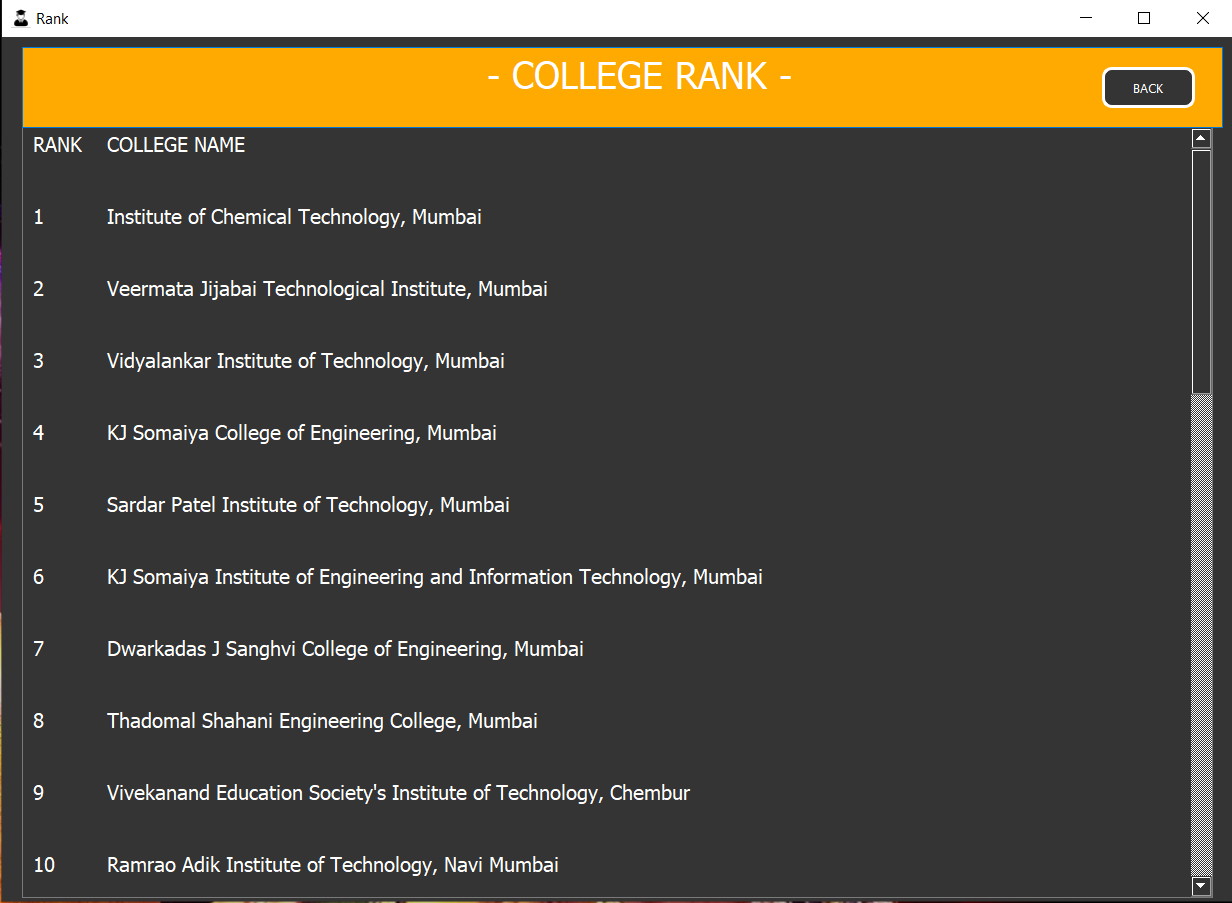 Rank
- COLLEGE RANK -
BACK
RANK COLLEGE NAME
1 Institute of Chemical Technology, Mumbai
2 Veermata Jijabai Technological Institute, Mumbai
3 Vidyalankar Institute of Technology, Mumbai
4 KJ Somaiya College of Engineering, Mumbai
5 Sardar Patel Institute of Technology, Mumbai
6 KJ Somaiya Institute of Engineering and Information Technology, Mumbai
7 Dwarkadas J Sanghvi College of Engineering, Mumbai
8 Thadomal Shahani Engineering College, Mumbai
9 Vivekanand Education Society's Institute of Technology, Chembur
10 Ramrao Adik Institute of Technology, Navi Mumbai